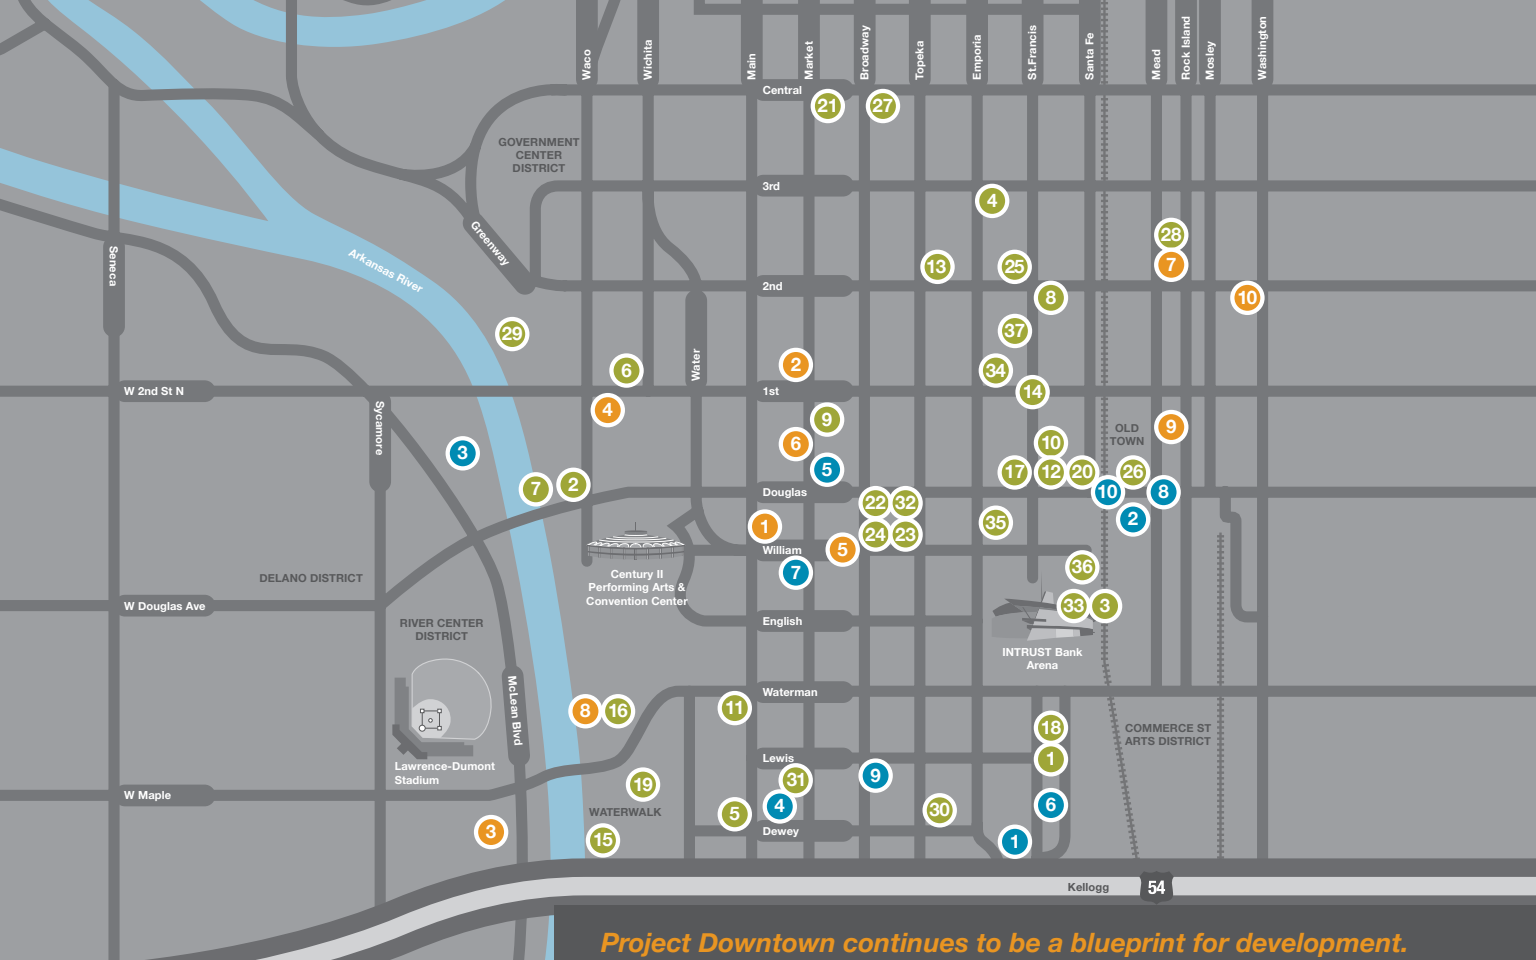 Waco
Wichita
Main
Market
Broadway
Topeka
Emporia
St.Francis
Santa Fe
Mead
Rock Island
Mosley
Washington
Central
21
27
GOVERNMENT
CENTER
DISTRICT
3rd
4
Greenway
Seneca
Arkansas River
28
7
13
25
2nd
8
10
29
37
Water
6
2
34
W 2nd St N
1st
14
4
Sycamore
9
9
OLD
TOWN
6
10
3
5
17
12
20
26
7
2
Douglas
10
8
22
32
1
35
2
24
23
William
5
Century II
Performing Arts &
Convention Center
7
36
DELANO DISTRICT
W Douglas Ave
33
3
RIVER CENTER
DISTRICT
English
INTRUST Bank
Arena
McLean Blvd
Waterman
8
16
11
18
COMMERCE ST
ARTS DISTRICT
Lewis
1
Lawrence-Dumont
Stadium
31
9
19
W Maple
4
6
WATERWALK
5
30
3
15
Dewey
1
Kellogg
54
Project Downtown continues to be a blueprint for development.